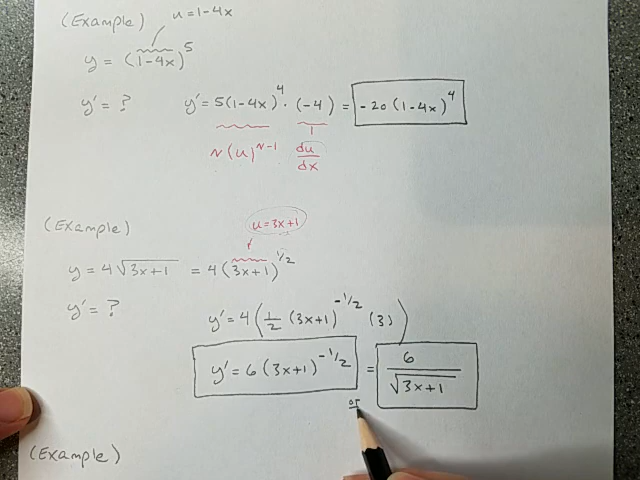 (Example) u = 1-4x
y = (1-4x)^5
y' = ? y' = 5(1-4x)^4 · (-4) = -20(1-4x)^4
n(u)^n-1 du/dx
(Example) u = 3x+1
y = 4√3x+1 = 4(3x+1)^1/2
y' = ? y' = 4(1/2 (3x+1)^-1/2 (3))
y' = 6(3x+1)^-1/2 = 6/√3x+1
or
(Example)